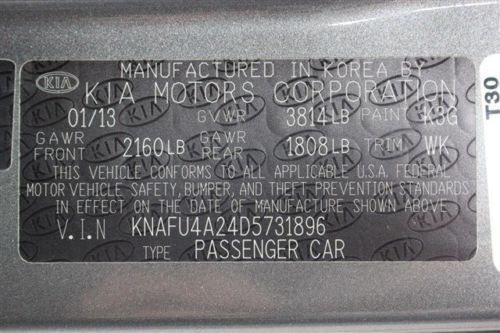 MANUFACTURED IN KOREA BY
KIA KIA MOTORS CORPORATION
01/13 GVWR 3814LB PAINT K3G
GAWR FRONT 2160LB GAWR REAR 1808LB TRIM WK
THIS VEHICLE CONFORMS TO ALL APPLICABLE U.S.A FEDERAL
MOTOR VEHICLE SAFETY, BUMPER, AND THEFT PREVENTION
STANDARDS IN EFFECT ON THE DATE OF MANUFACTURE SHOWN ABOVE.
V.I.N KNAFU4A24D5731896
TYPE PASSENGER CAR
T30